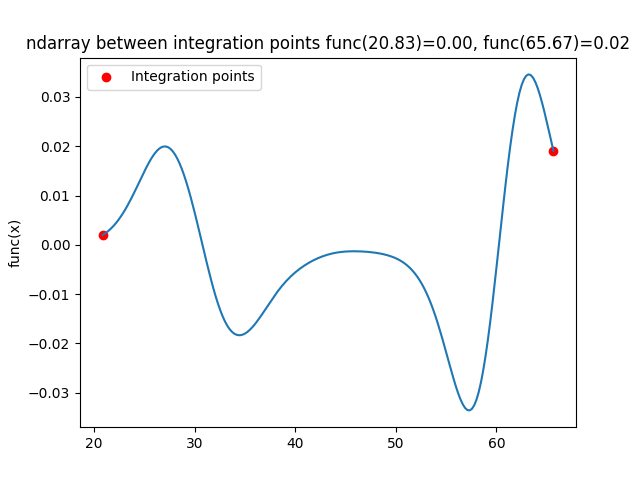 ndarray between integration points func(20.83)=0.00, func(65.67)=0.02
Integration points
func(x)
0.03
0.02
0.01
0.00
−0.01
−0.02
−0.03
20 30 40 50 60